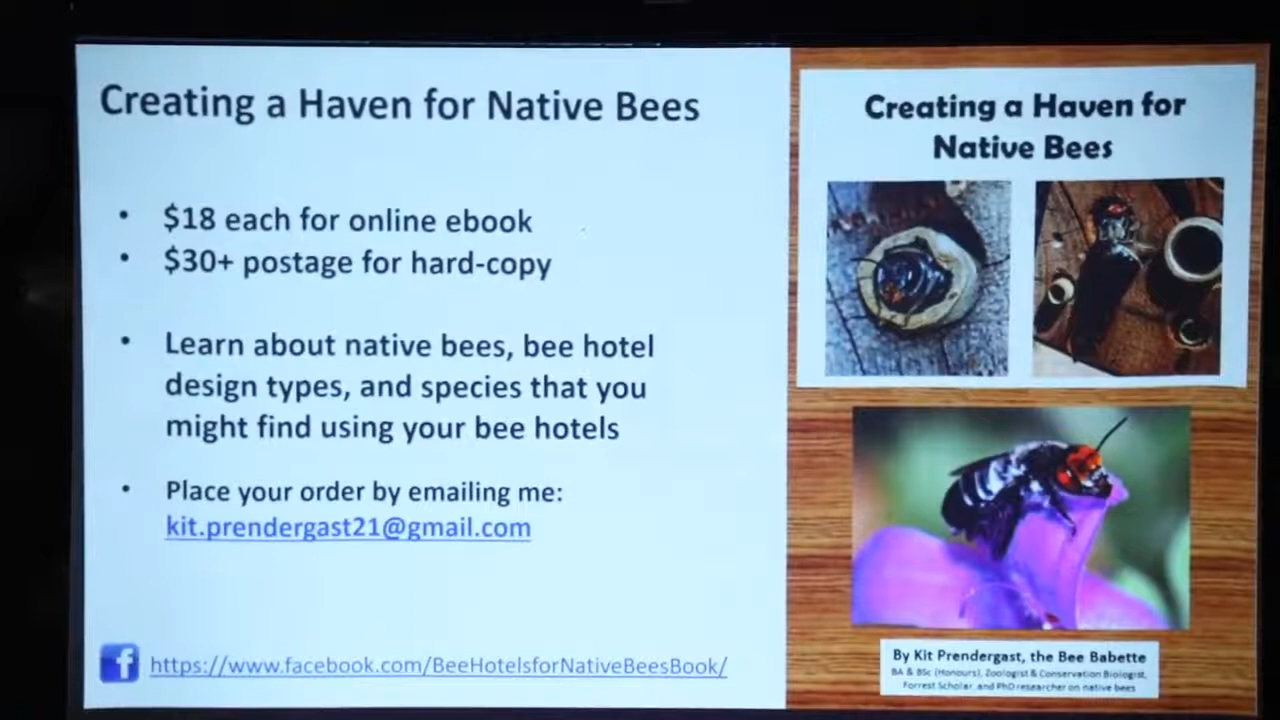 Creating a Haven for Native Bees
• $18 each for online ebook
• $30+ postage for hard-copy
• Learn about native bees, bee hotel
design types, and species that you
might find using your bee hotels
• Place your order by emailing me:
kit.prendergast21@gmail.com
f https://www.facebook.com/BeeHotelsforNativeBeesBook/
Creating a Haven for
Native Bees
By Kit Prendergast, the Bee Babette
BA & BSc (Honours), Zoologist & Conservation Biologist,
Forrest Scholar, and PhD researcher on native bees